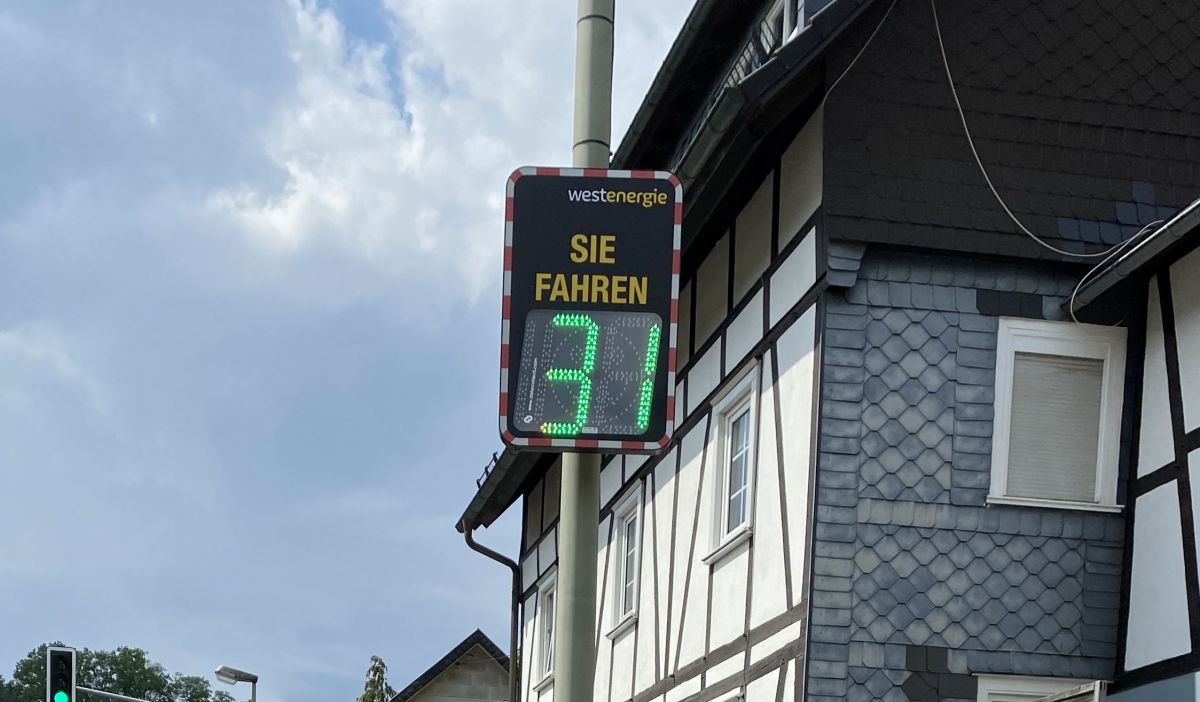 westenergie
SIE
FAHREN
31